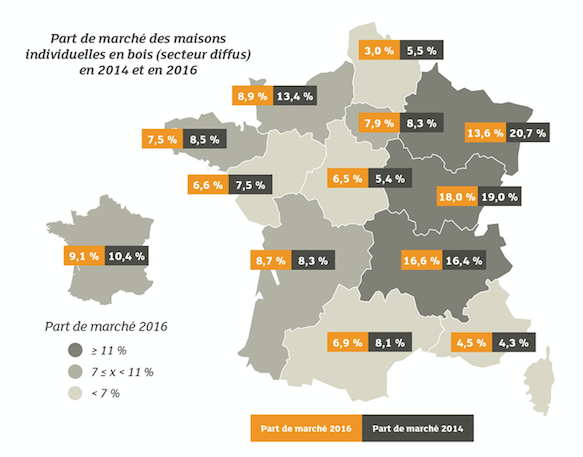 Part de marché des maisons
individuelles en bois (secteur diffus)
en 2014 et en 2016
3,0 % 5,5 %
8,9 % 13,4 %
7,9 % 8,3 %
13,6 % 20,7 %
7,5 % 8,5 %
6,6 % 7,5 %
6,5 % 5,4 %
18,0 % 19,0 %
9,1 % 10,4 %
8,7 % 8,3 %
16,6 % 16,4 %
6,9 % 8,1 %
4,5 % 4,3 %
Part de marché 2016
≥ 11 %
7 ≤ x < 11 %
< 7 %
Part de marché 2016 Part de marché 2014